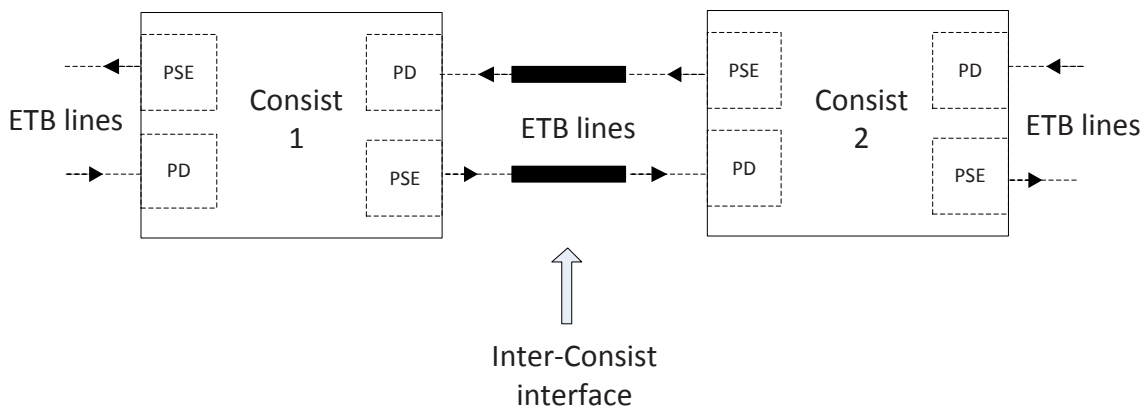 PSE
PD
ETB lines
Consist
1
PD
PSE
ETB lines
PSE
PD
Consist
2
PD
PSE
ETB lines
Inter-Consist
interface